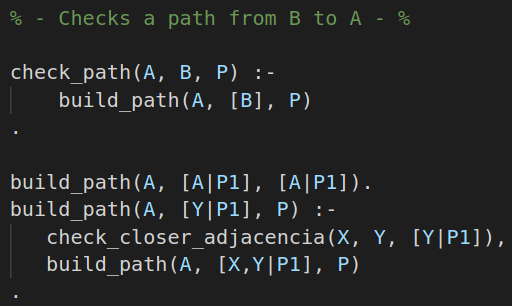 % - Checks a path from B to A - %
check_path(A, B, P) :-
build_path(A, [B], P)
.
build_path(A, [A|P1], [A|P1]).
build_path(A, [Y|P1], P) :-
check_closer_adjacencia(X, Y, [Y|P1]),
build_path(A, [X,Y|P1], P)
.